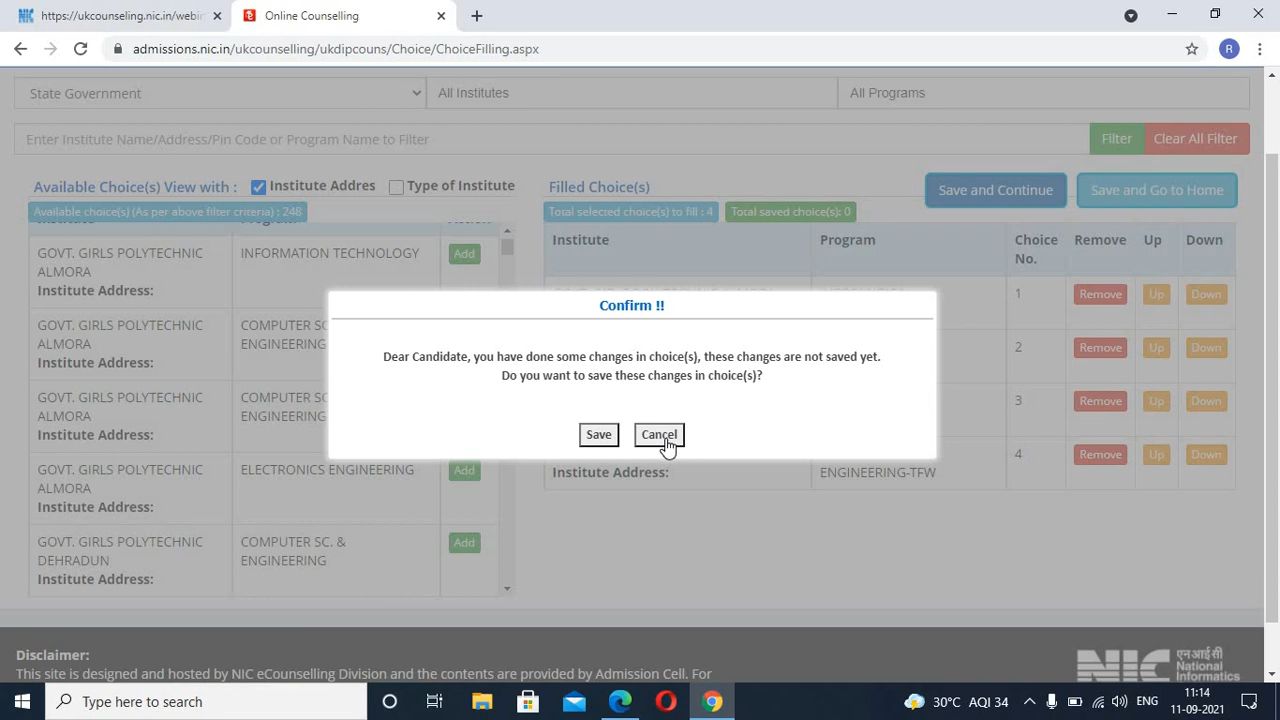 https://ukcounseling.nic.in/webir
Online Counselling
admissions.nic.in/ukcounselling/ukdipcouns/Choice/ChoiceFilling.aspx
R
State Government
All Institutes
All Programs
Enter Institute Name/Address/Pin Code or Program Name to Filter
Filter
Clear All Filter
Available Choice(s) View with :
Institute Addres
Type of Institute
Filled Choice(s)
Save and Continue
Save and Go to Home
Available choice(s) (As per above filter criteria) : 248
Total selected choice(s) to fill : 4
Total saved choice(s): 0
Institute
Program
Choice No.
Remove
Up
Down
GOVT. GIRLS POLYTECHNIC ALMORA
Institute Address:
INFORMATION TECHNOLOGY
Add
GOVT. GIRLS POLYTECHNIC ALMORA
COMPUTER SC
ENGINEERING
GOVT. GIRLS POLYTECHNIC ALMORA
Institute Address:
COMPUTER SC
ENGINEERING
GOVT. GIRLS POLYTECHNIC ALMORA
Institute Address:
ELECTRONICS ENGINEERING
Add
GOVT. GIRLS POLYTECHNIC DEHRADUN
Institute Address:
COMPUTER SC. & ENGINEERING
Add
1
Remove
Up
Down
2
Remove
Up
Down
3
Remove
Up
Down
Institute Address:
ENGINEERING-TFW
4
Remove
Up
Down
Confirm !!
Dear Candidate, you have done some changes in choice(s), these changes are not saved yet.
Do you want to save these changes in choice(s)?
Save
Cancel
Disclaimer:
This site is designed and hosted by NIC eCounselling Division and the contents are provided by Admission Cell. For
NIC
एन आई सी
National
Informatics
Type here to search
30°C AQI 34
ENG
11:14
11-09-2021